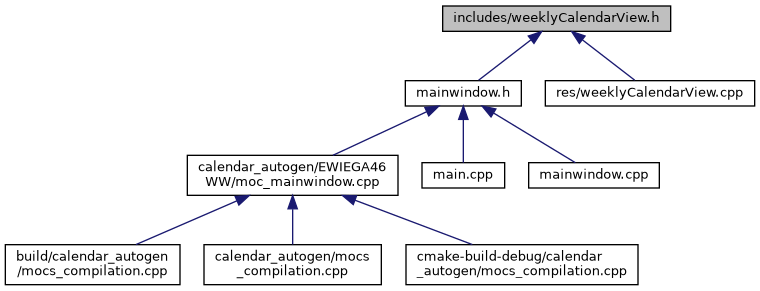 includes/weeklyCalendarView.h
mainwindow.h
res/weeklyCalendarView.cpp
calendar_autogen/EWIEGA46
WW/moc_mainwindow.cpp
main.cpp
mainwindow.cpp
build/calendar_autogen
/mocs_compilation.cpp
calendar_autogen/mocs
_compilation.cpp
cmake-build-debug/calendar
_autogen/mocs_compilation.cpp